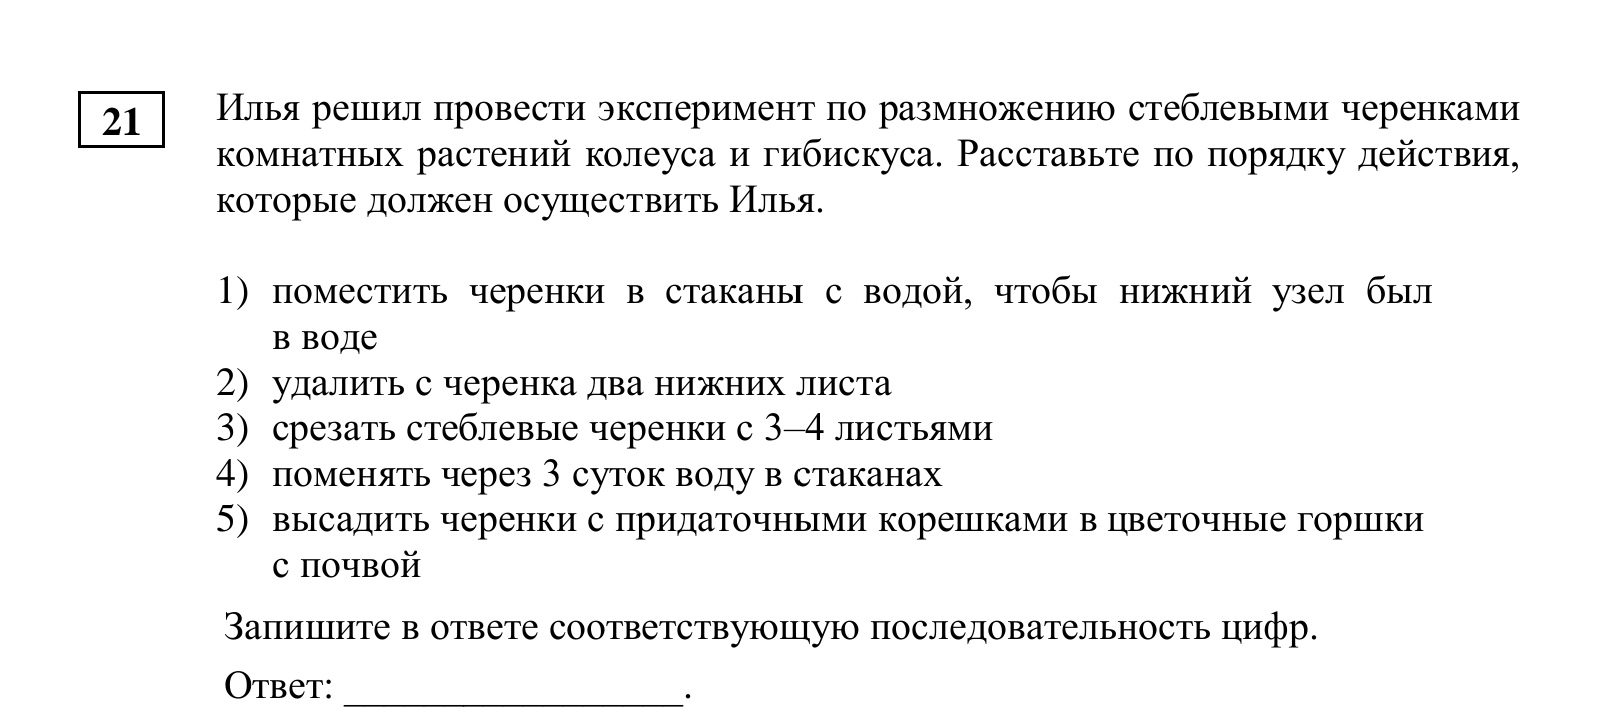 21
Илья решил провести эксперимент по размножению стеблевыми черенками
комнатных растений колеуса и гибискуса. Расставьте по порядку действия,
которые должен осуществить Илья.
1) поместить черенки в стаканы с водой, чтобы нижний узел был
в воде
2) удалить с черенка два нижних листа
3) срезать стеблевые черенки с 3–4 листьями
4) поменять через 3 суток воду в стаканах
5) высадить черенки с придаточными корешками в цветочные горшки
с почвой
Запишите в ответе соответствующую последовательность цифр.
Ответ: _________________.